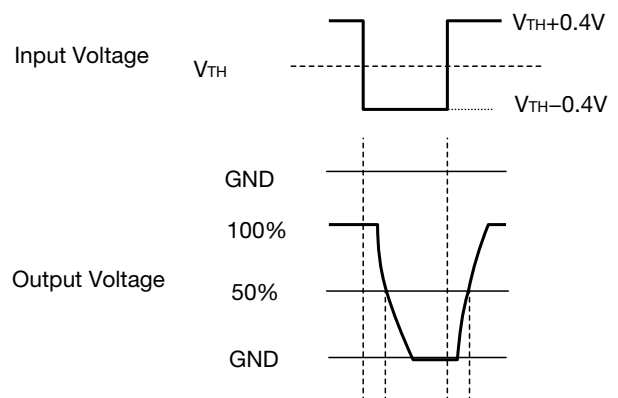 VTH+0.4V
Input Voltage
VTH
VTH−0.4V
GND
100%
Output Voltage
50%
GND